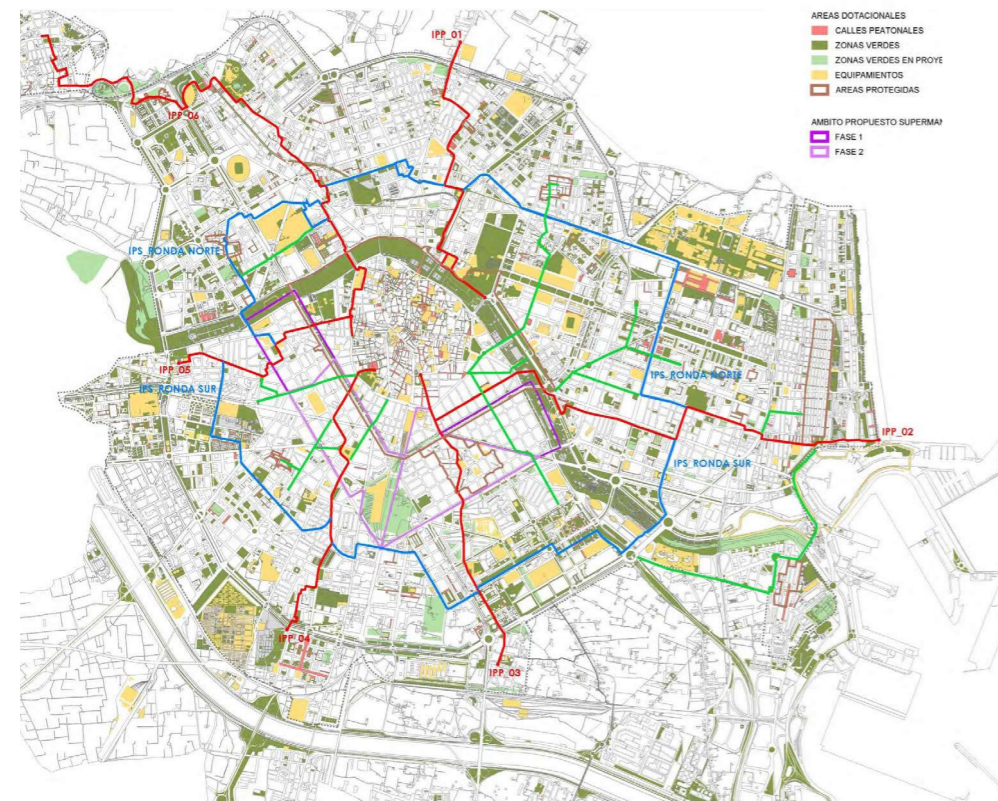 AREAS DOTACIONALES
CALLES PEATONALES
ZONAS VERDES
ZONAS VERDES EN PROYE
EQUIPAMIENTOS
AREAS PROTEGIDAS
AMBITO PROPUESTO SUPERMAN
FASE 1
FASE 2
IPP_01
IPP_06
IPS_RONDA NORTE
IPP_05
IPS_RONDA SUR
IPS_RONDA NORTE
IPP_02
IPS_RONDA SUR
IPP_04
IPP_03